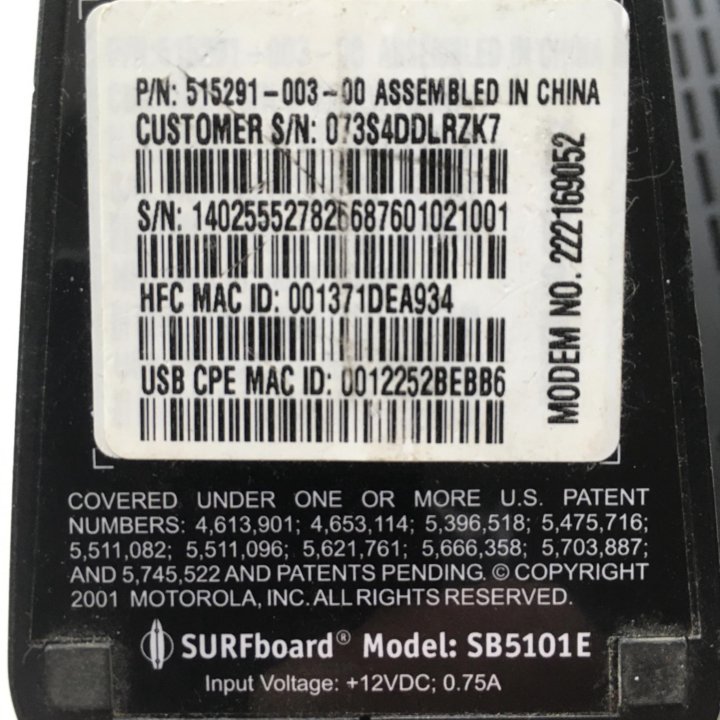 P/N: 515291-003-00 ASSEMBLED IN CHINA
CUSTOMER S/N: 073S4DDLRZK7
S/N: 140255527826687601021001
HFC MAC ID: 001371DEA934
USB CPE MAC ID: 0012252BEBB6
MODEM NO. 222169052
COVERED UNDER ONE OR MORE U.S. PATENT
NUMBERS: 4,613,901; 4,653,114; 5,396,518; 5,475,716;
5,511,082; 5,511,096; 5,621,761; 5,666,358; 5,703,887;
AND 5,745,522 AND PATENTS PENDING. © COPYRIGHT
2001 MOTOROLA, INC. ALL RIGHTS RESERVED.
SURFboard® Model: SB5101E
Input Voltage: +12VDC; 0.75A